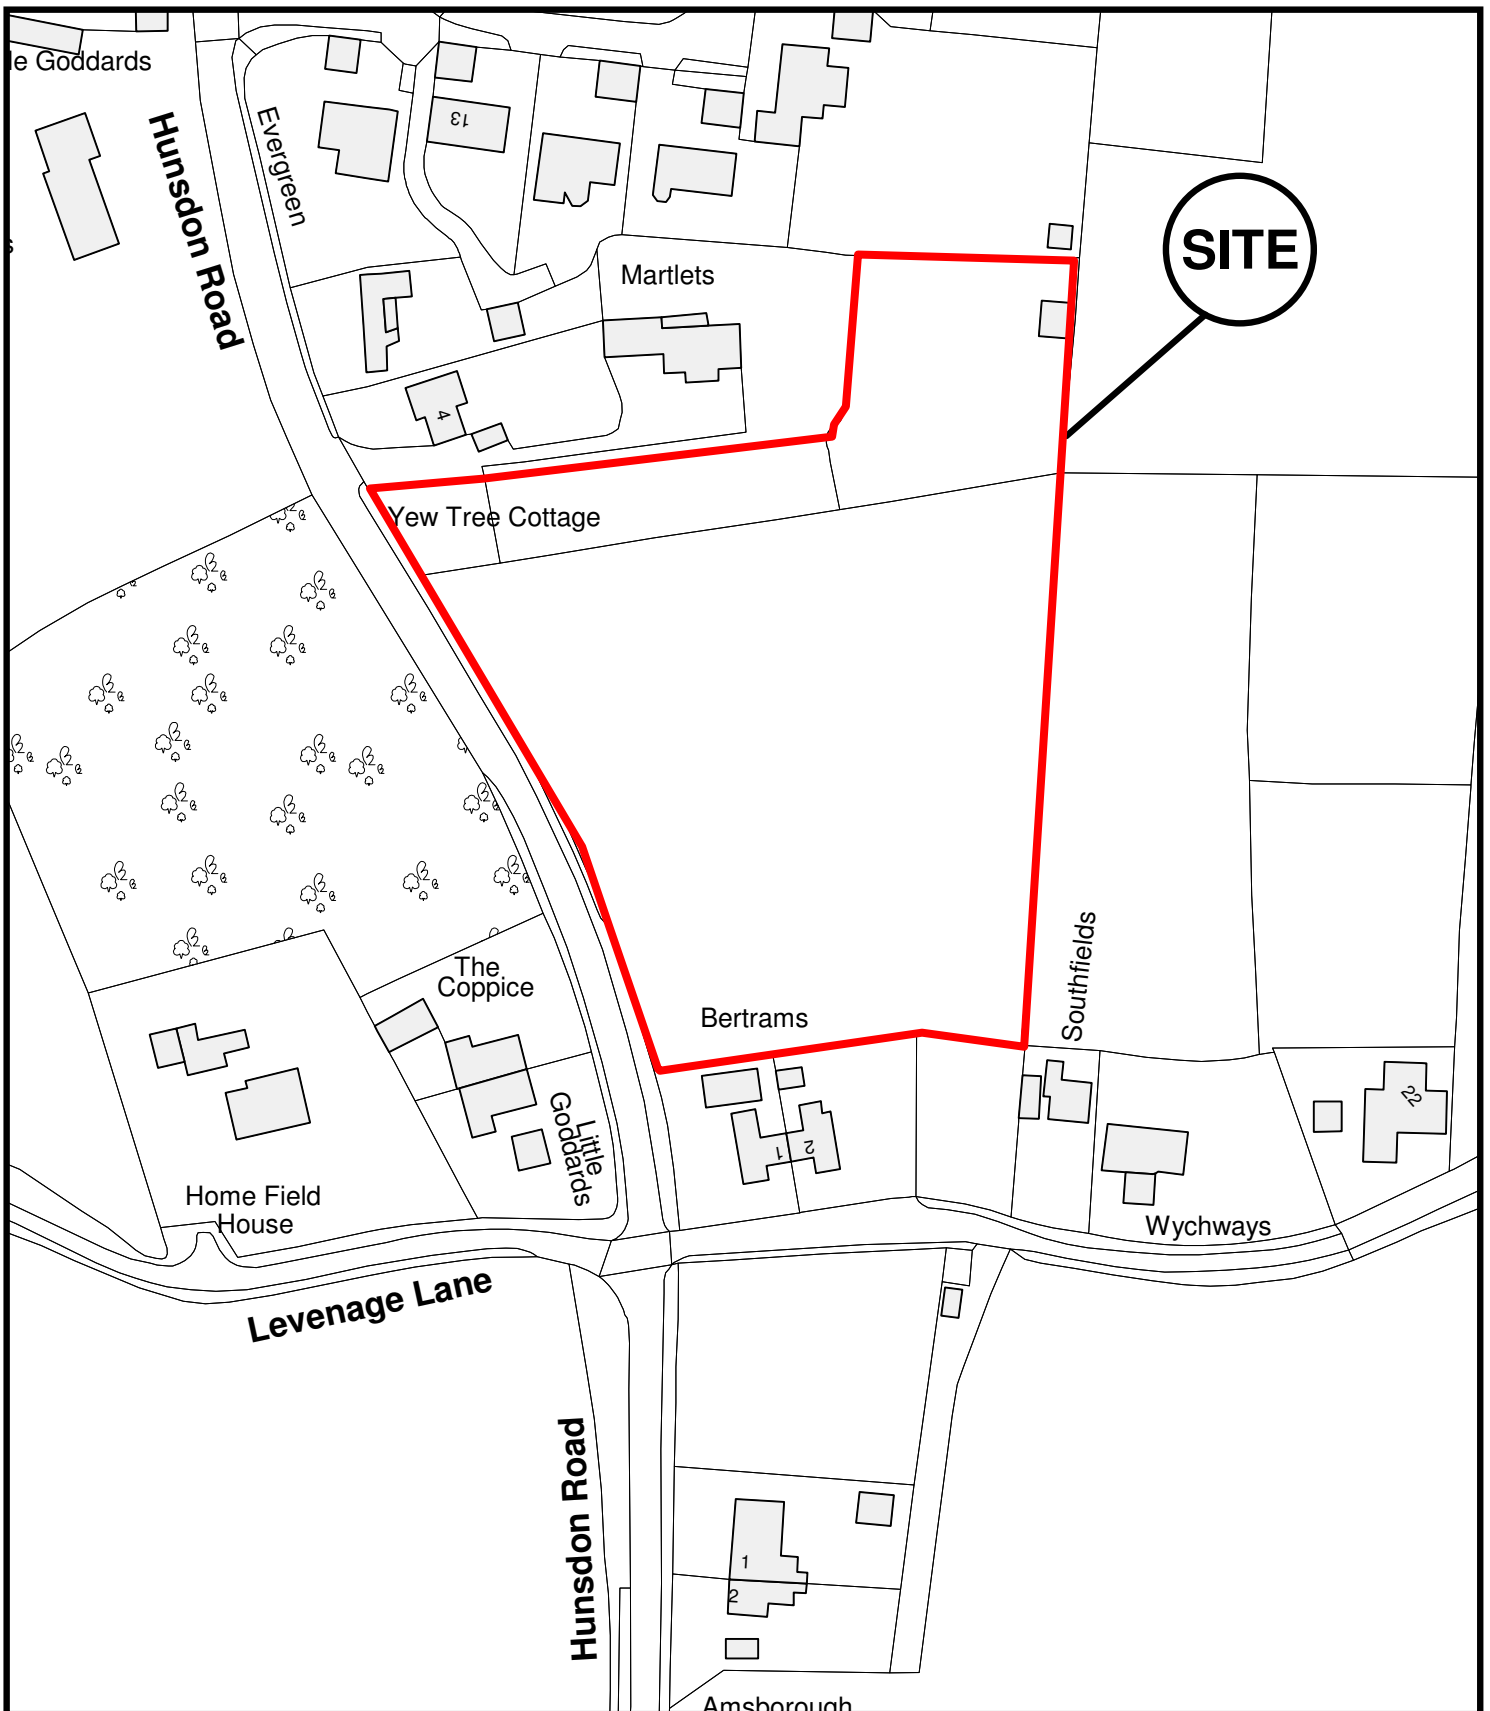 le Goddards
Hunsdon Road
Evergreen
13
SITE
Martlets
4
Yew Tree Cottage
Southfields
The
Coppice
Bertrams
22
Little
Goddards
1
2
Home Field
House
Wychways
Levenage Lane
Hunsdon Road
1
2
Amsborough